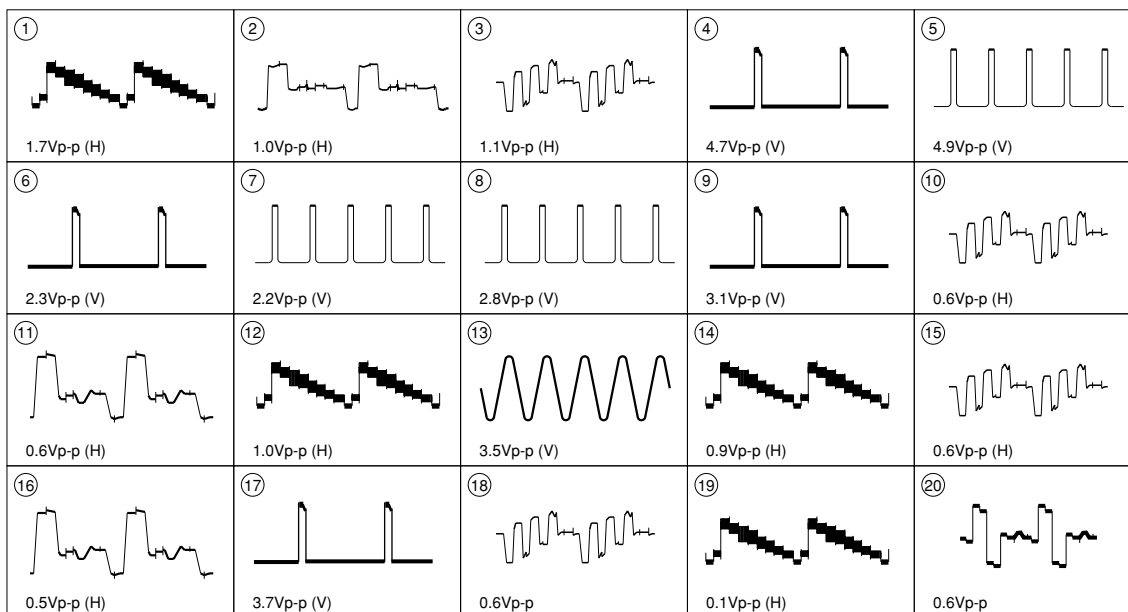 1
2
3
4
5
1.7Vp-p (H)
1.0Vp-p (H)
1.1Vp-p (H)
4.7Vp-p (V)
4.9Vp-p (V)
6
7
8
9
10
2.3Vp-p (V)
2.2Vp-p (V)
2.8Vp-p (V)
3.1Vp-p (V)
0.6Vp-p (H)
11
12
13
14
15
0.6Vp-p (H)
1.0Vp-p (H)
3.5Vp-p (V)
0.9Vp-p (H)
0.6Vp-p (H)
16
17
18
19
20
0.5Vp-p (H)
3.7Vp-p (V)
0.6Vp-p
0.1Vp-p (H)
0.6Vp-p